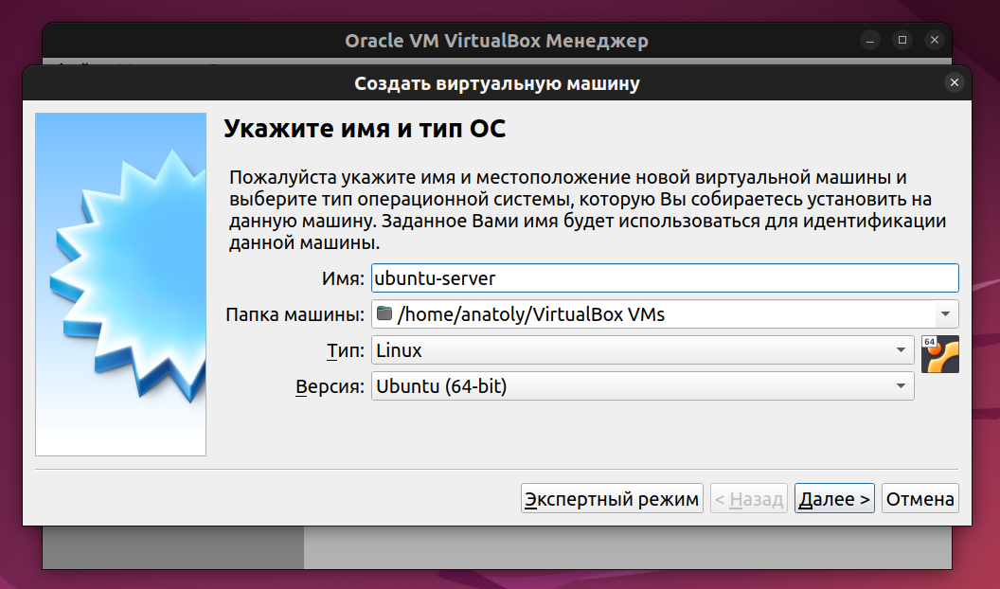 Oracle VM VirtualBox Менеджер
Создать виртуальную машину
Укажите имя и тип ОС
Пожалуйста укажите имя и местоположение новой виртуальной машины и
выберите тип операционной системы, которую Вы собираетесь установить на
данную машину. Заданное Вами имя будет использоваться для идентификации
данной машины.
Имя: ubuntu-server
Папка машины: /home/anatoly/VirtualBox VMs
Тип: Linux
64
Версия: Ubuntu (64-bit)
Экспертный режим < Назад Далее > Отмена